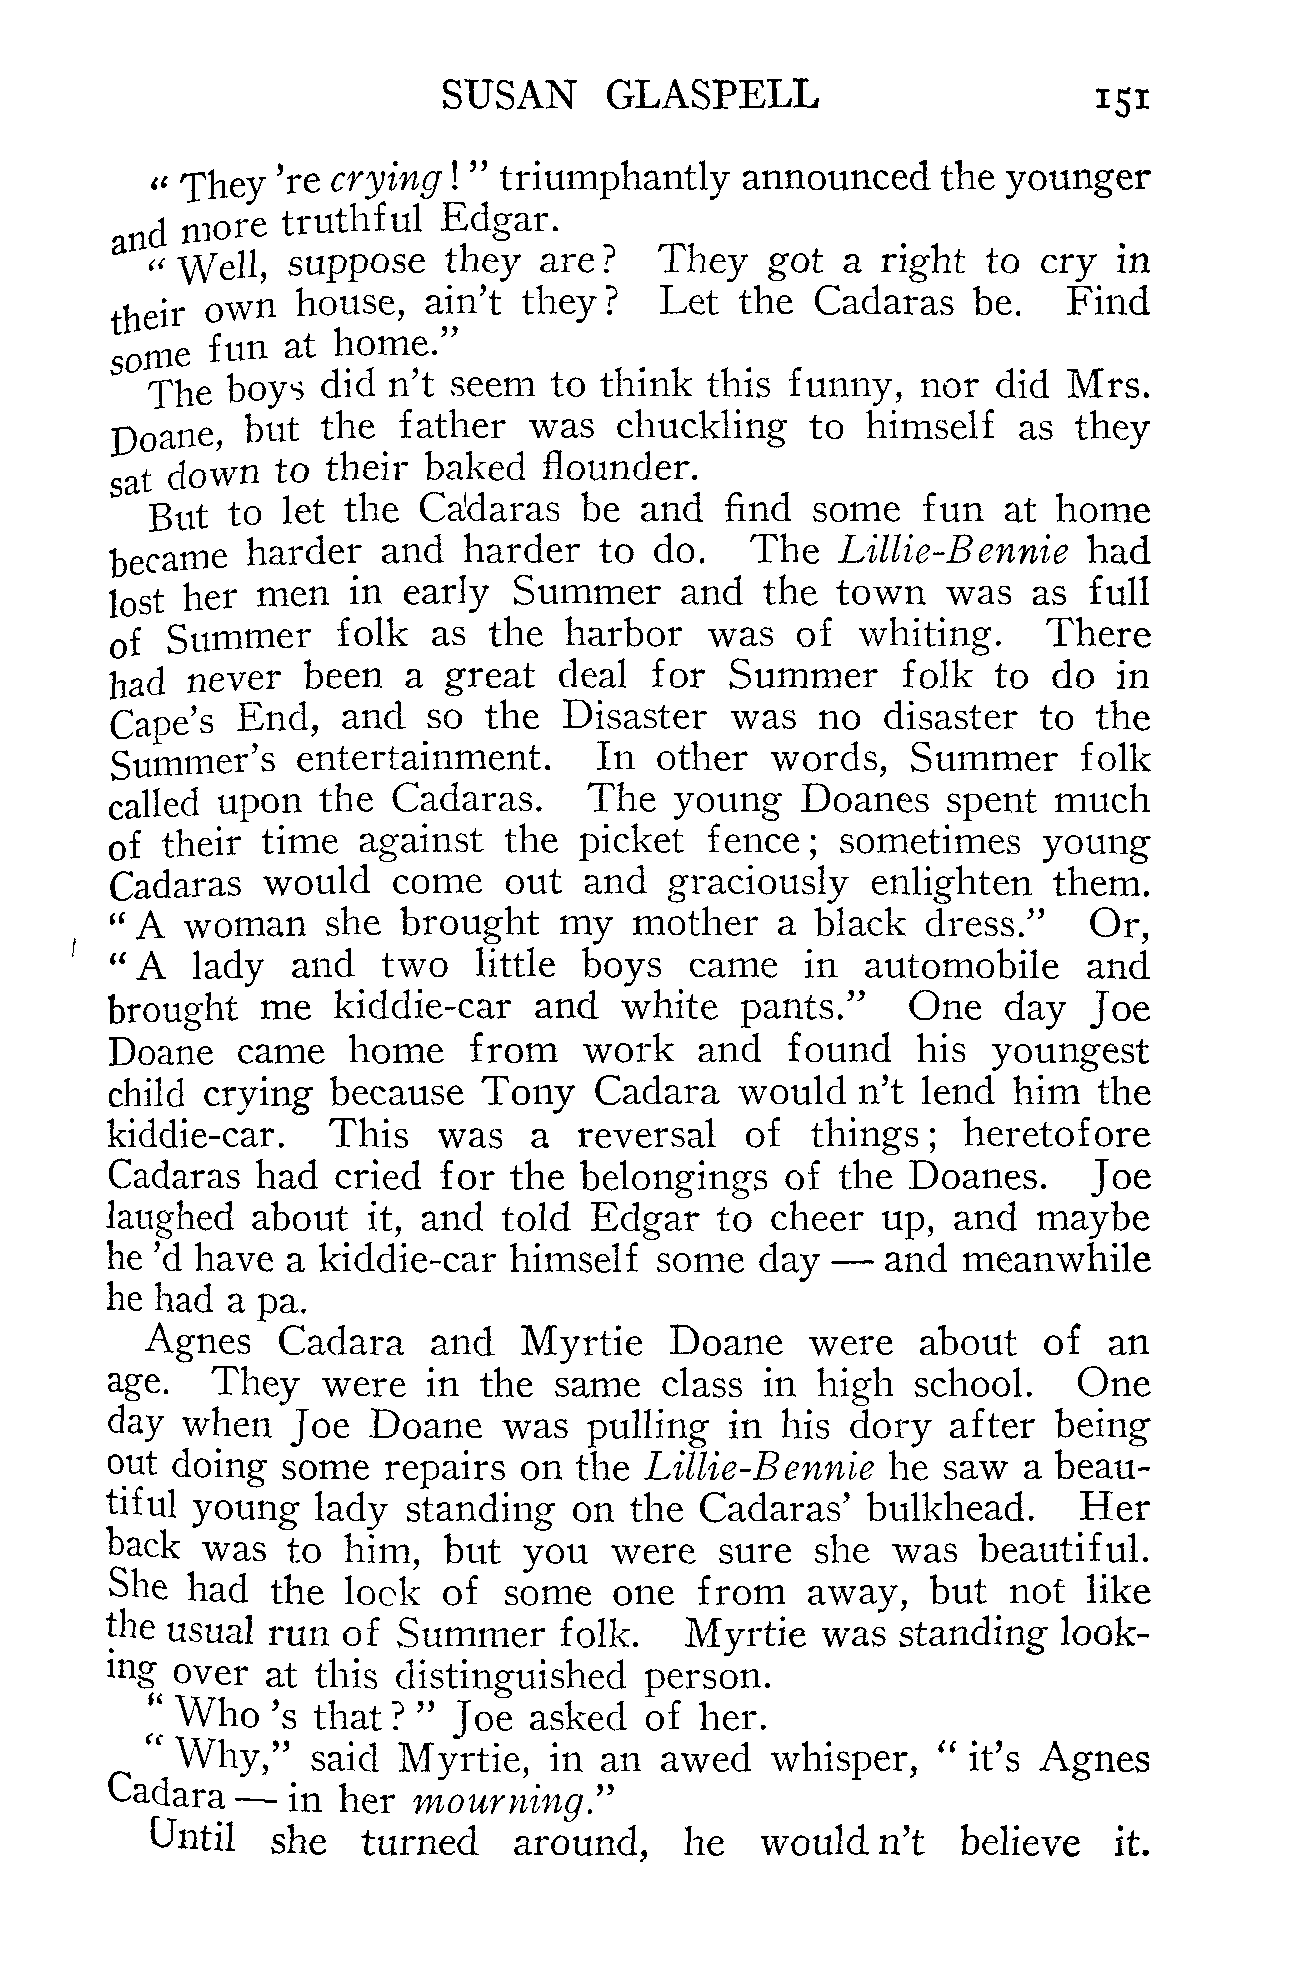 SUSAN GLASPELL 151
“ They 're crying ! ” triumphantly announced the younger
and more truthful Edgar.
“ Well, suppose they are? They got a right to cry in
their own house, ain't they? Let the Cadaras be. Find
some fun at home.”
The boys did n't seem to think this funny, nor did Mrs.
Doane, but the father was chuckling to himself as they
sat down to their baked flounder.
But to let the Cadaras be and find some fun at home
became harder and harder to do. The Lillie-Bennie had
lost her men in early Summer and the town was as full
of Summer folk as the harbor was of whiting. There
had never been a great deal for Summer folk to do in
Cape's End, and so the Disaster was no disaster to the
Summer's entertainment. In other words, Summer folk
called upon the Cadaras. The young Doanes spent much
of their time against the picket fence; sometimes young
Cadaras would come out and graciously enlighten them.
“ A woman she brought my mother a black dress.” Or,
“ A lady and two little boys came in automobile and
brought me kiddie-car and white pants.” One day Joe
Doane came home from work and found his youngest
child crying because Tony Cadara would n't lend him the
kiddie-car. This was a reversal of things; heretofore
Cadaras had cried for the belongings of the Doanes. Joe
laughed about it, and told Edgar to cheer up, and maybe
he 'd have a kiddie-car himself some day — and meanwhile
he had a pa.
Agnes Cadara and Myrtie Doane were about of an
age. They were in the same class in high school. One
day when Joe Doane was pulling in his dory after being
out doing some repairs on the Lillie-Bennie he saw a beau-
tiful young lady standing on the Cadaras' bulkhead. Her
back was to him, but you were sure she was beautiful.
She had the lock of some one from away, but not like
the usual run of Summer folk. Myrtie was standing look-
ing over at this distinguished person.
“ Who 's that ? ” Joe asked of her.
“ Why,” said Myrtie, in an awed whisper, “ it's Agnes
Cadara — in her mourning.”
Until she turned around, he would n't believe it.